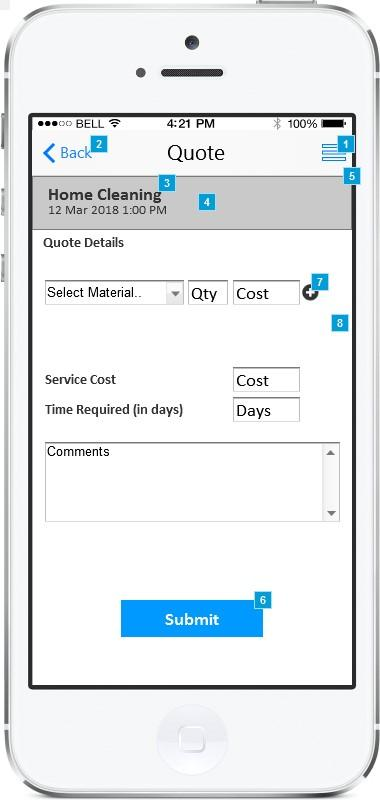 ●●●○○ BELL 4:21 PM 100%
1
2
Back
Quote
3
5
Home Cleaning
4
12 Mar 2018 1:00 PM
Quote Details
7
Select Material.. Qty Cost
8
Service Cost Cost
Time Required (in days) Days
Comments
6
Submit